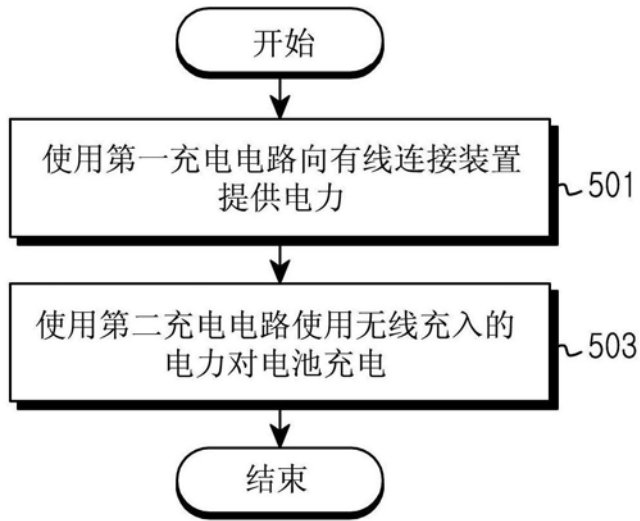 开始
使用第一充电电路向有线连接装置
提供电力
501
使用第二充电电路使用无线充入的
电力对电池充电
503
结束